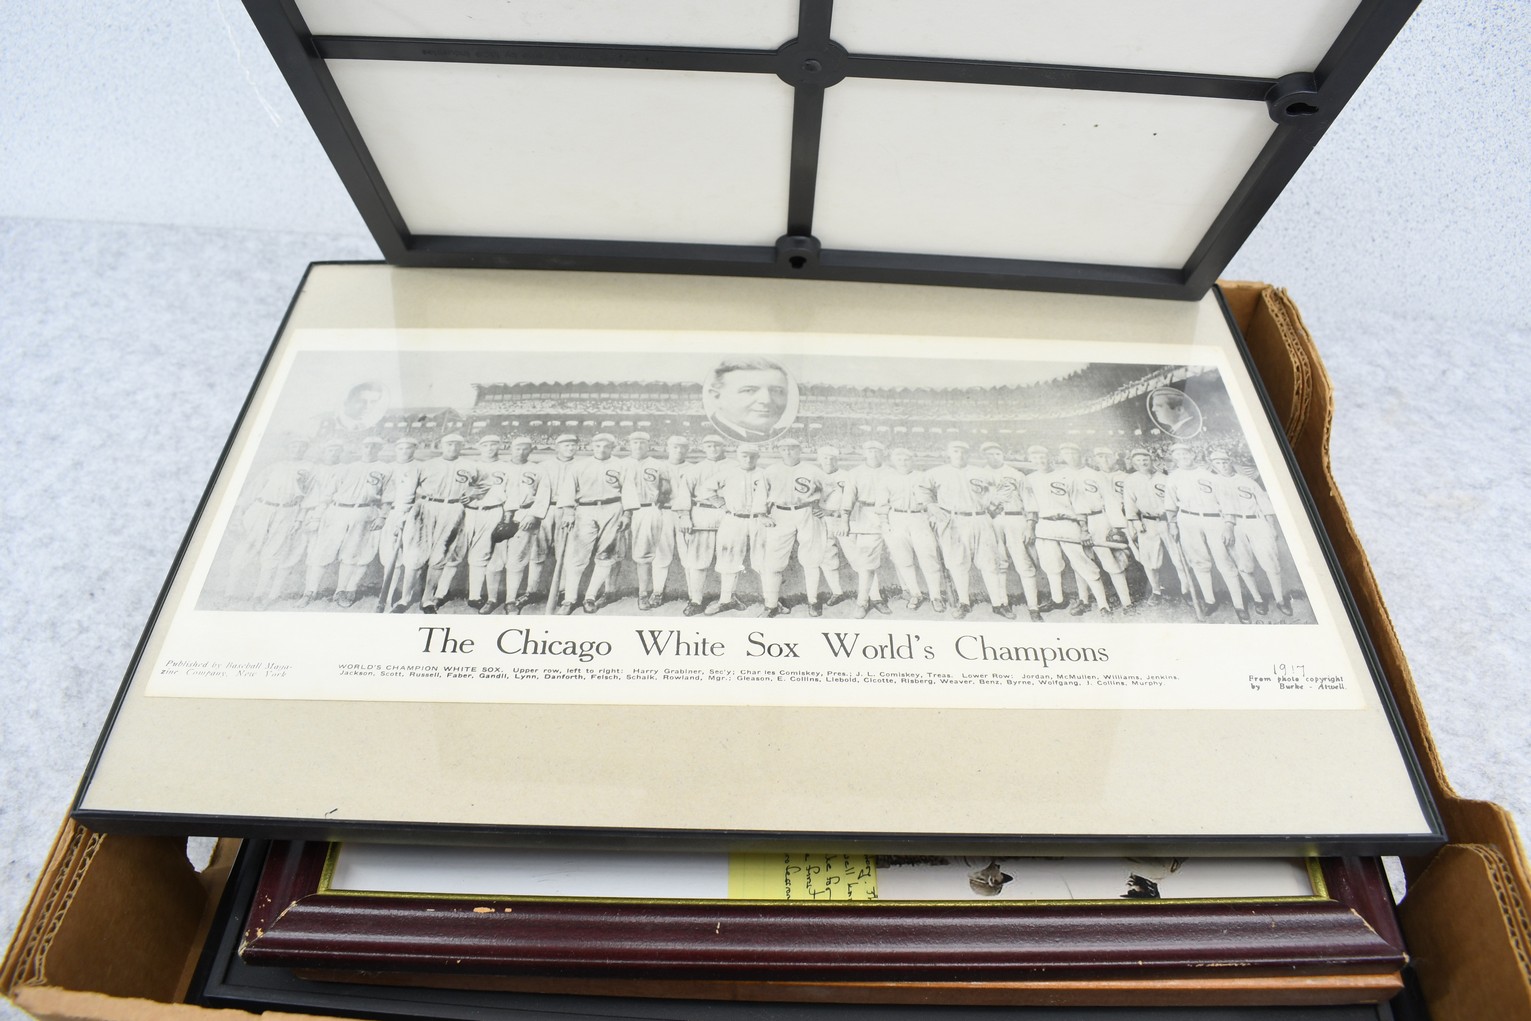 The Chicago White Sox World's Champions
Published by Baseball Maga-
zine Company, New York
WORLD'S CHAMPION WHITE SOX. Upper row, left to right: Harry Grabiner, Sec'y; Charles Comiskey, Pres.; J. L. Comiskey, Treas. Lower Row: Jordan, McMullen, Williams, Jenkins,
Jackson, Scott, Russell, Faber, Gandil, Lynn, Danforth, Felsch, Schalk, Rowland, Mgr.; Gleason, E. Collins, Liebold, Cicotte, Risberg, Weaver, Benz, Byrne, Wolfgang, J. Collins, Murphy
1917
From photo copyright
by Burke - Atwell.